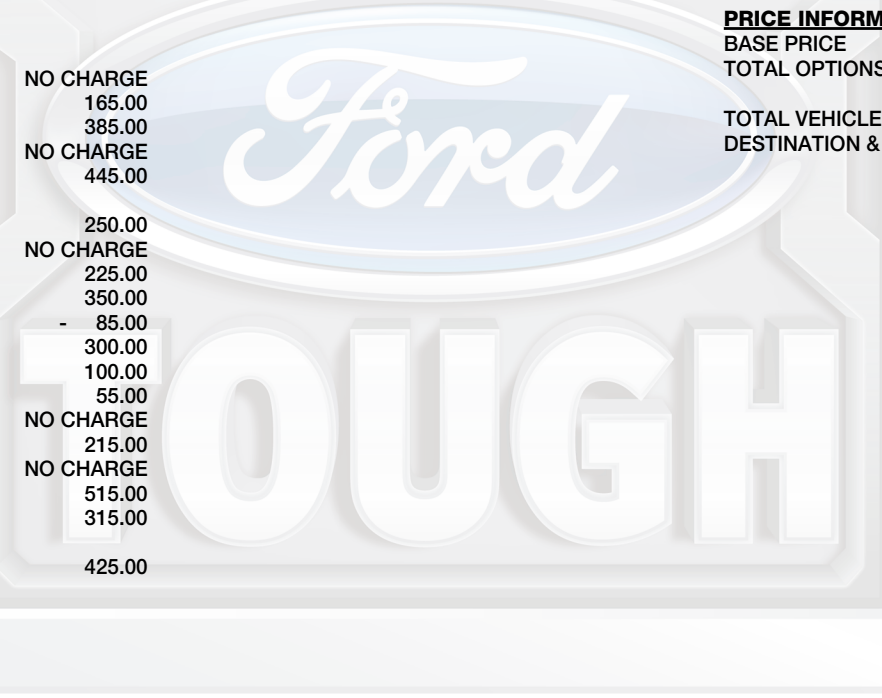 NO CHARGE
165.00
385.00
NO CHARGE
445.00
250.00
NO CHARGE
225.00
350.00
- 85.00
300.00
100.00
55.00
NO CHARGE
215.00
NO CHARGE
515.00
315.00
425.00
PRICE INFORM
BASE PRICE
TOTAL OPTIONS
TOTAL VEHICLE
DESTINATION &
Ford
TOUGH